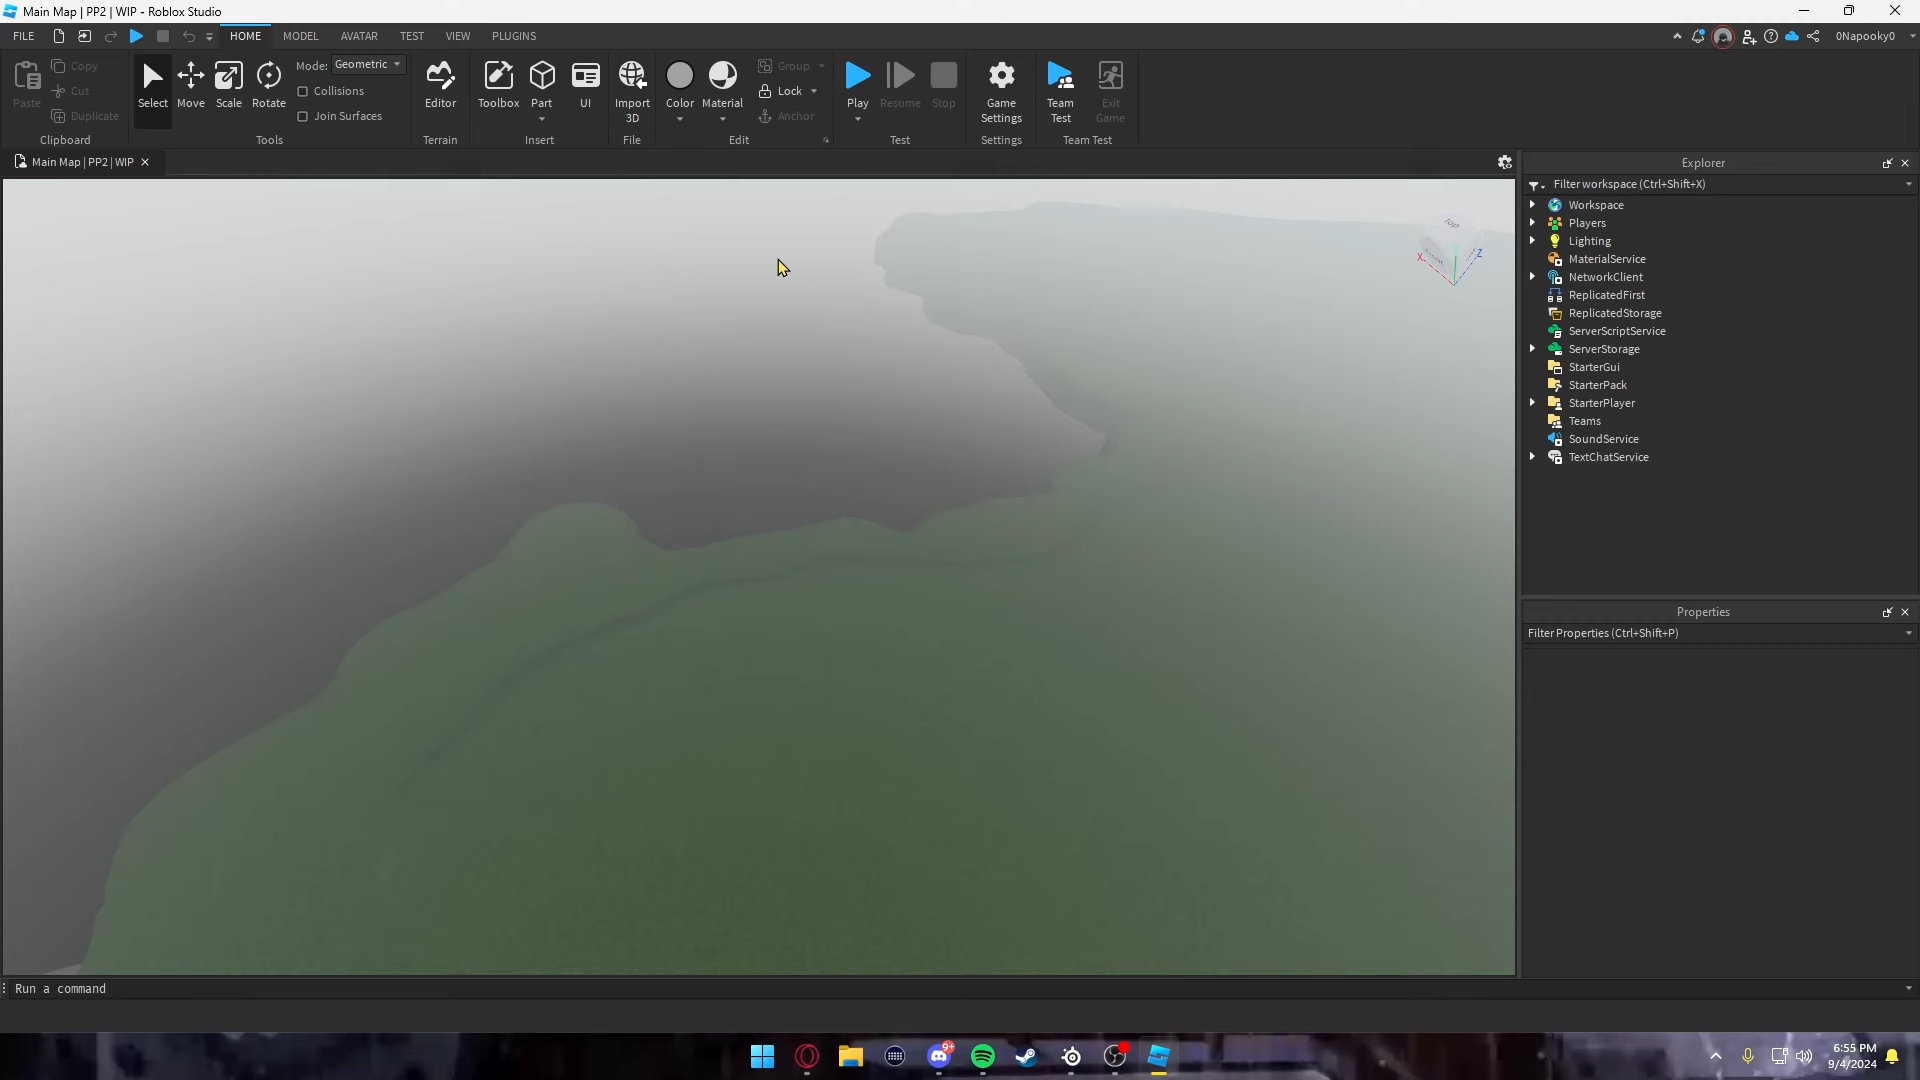 Main Map | PP2 | WIP - Roblox Studio
FILE HOME MODEL AVATAR TEST VIEW PLUGINS 0Napooky0
Paste Copy Cut Duplicate
Clipboard
Select Move Scale Rotate
Mode: Geometric
Collisions
Join Surfaces
Tools
Editor
Terrain
Toolbox Part UI
Insert
Import 3D
File
Color Material
Group
Lock
Anchor
Edit
Play Resume Stop
Test
Game Settings
Settings
Team Test
Exit Game
Team Test
Main Map | PP2 | WIP
Top
X
Z
Explorer
Filter workspace (Ctrl+Shift+X)
Workspace
Players
Lighting
MaterialService
NetworkClient
ReplicatedFirst
ReplicatedStorage
ServerScriptService
ServerStorage
StarterGui
StarterPack
StarterPlayer
Teams
SoundService
TextChatService
Properties
Filter Properties (Ctrl+Shift+P)
Run a command
9+
6:55 PM
9/4/2024